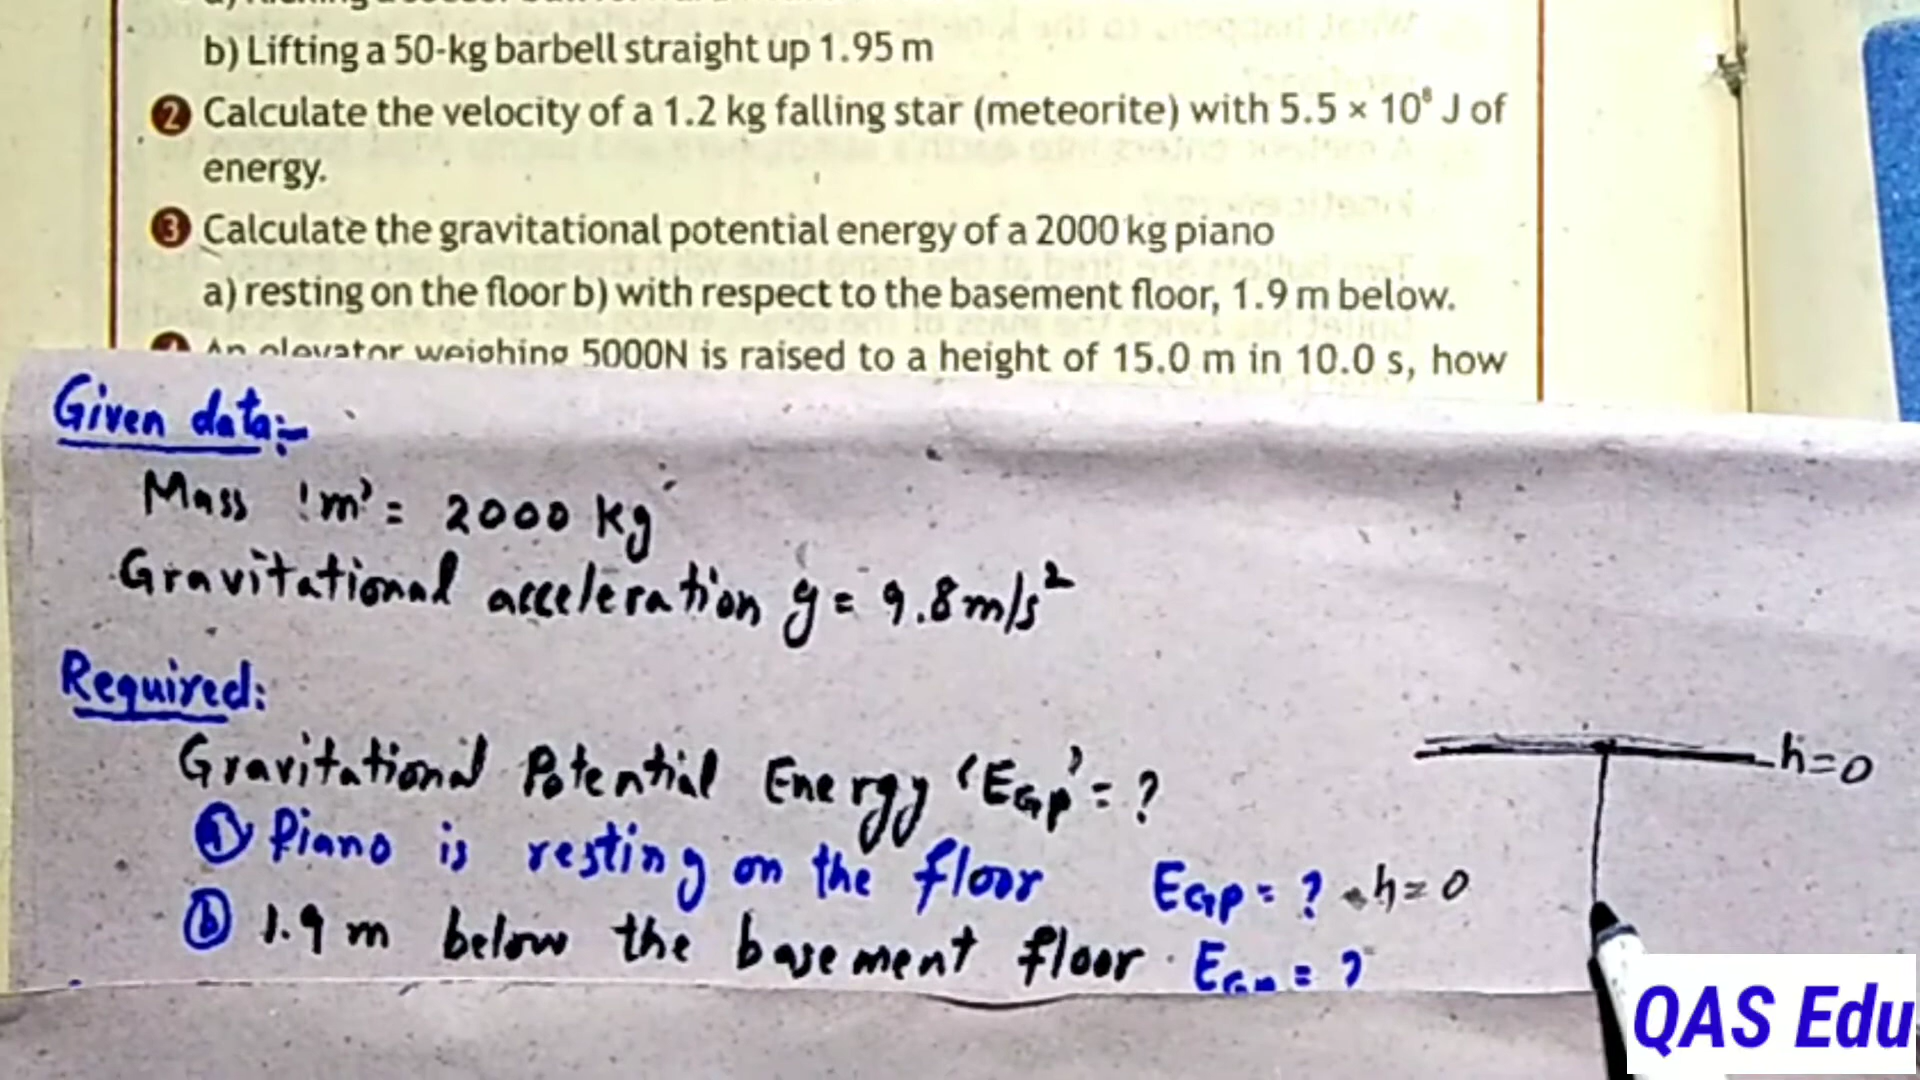 b) Lifting a 50-kg barbell straight up 1.95 m
2 Calculate the velocity of a 1.2 kg falling star (meteorite) with 5.5 × 10⁸ J of
energy.
3 Calculate the gravitational potential energy of a 2000 kg piano
a) resting on the floor b) with respect to the basement floor, 1.9 m below.
An elevator weighing 5000N is raised to a height of 15.0 m in 10.0 s, how
Given data:-
Mass 'm' = 2000 kg
Gravitational acceleration g = 9.8 m/s²
Required:
Gravitational Potential Energy 'EGP' = ?
h=0
a Piano is resting on the floor EGP = ? h = 0
b 1.9 m below the basement floor. EGP = ?
QAS Edu